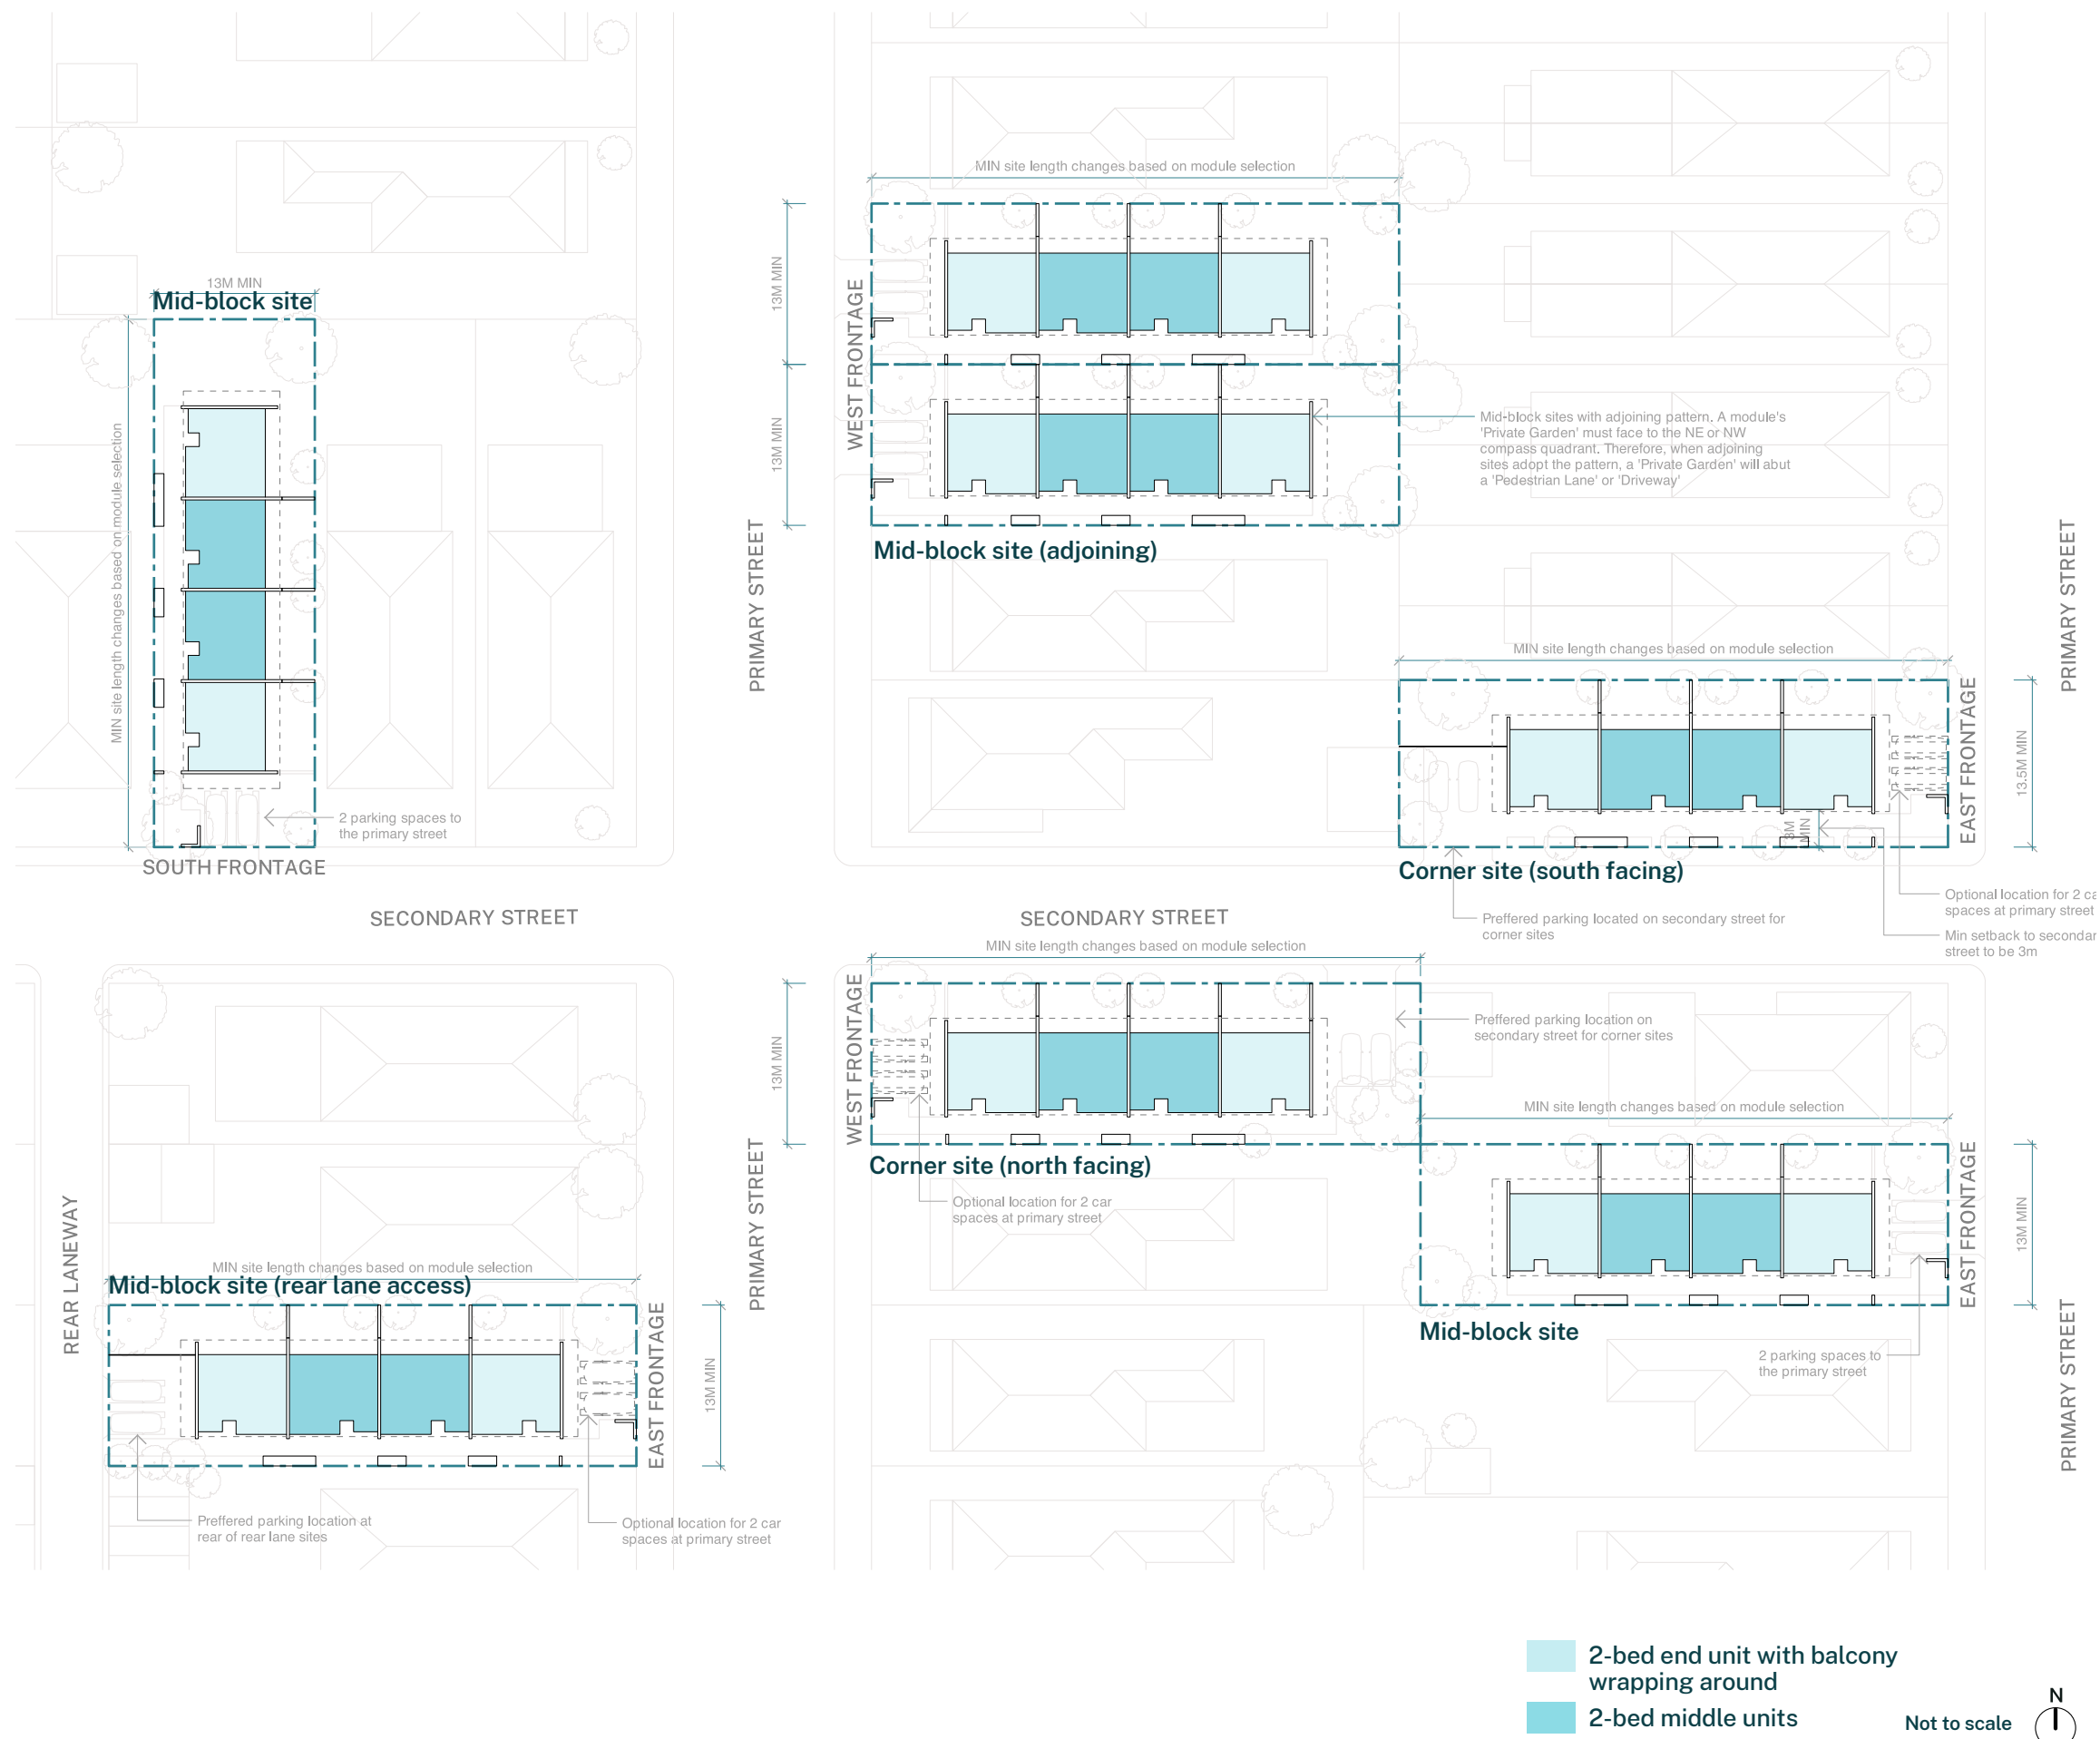 MIN site length changes based on module selection
13M MIN
Mid-block site
MIN site length changes based on module selection
2 parking spaces to
the primary street
SOUTH FRONTAGE
SECONDARY STREET
PRIMARY STREET
13M MIN
13M MIN
WEST FRONTAGE
Mid-block sites with adjoining pattern. A module's
'Private Garden' must face to the NE or NW
compass quadrant. Therefore, when adjoining
sites adopt the pattern, a 'Private Garden' will abut
a 'Pedestrian Lane' or 'Driveway'
Mid-block site (adjoining)
PRIMARY STREET
MIN site length changes based on module selection
EAST FRONTAGE
13.5M MIN
3M
MIN
Corner site (south facing)
Optional location for 2 ca
spaces at primary street
Preffered parking located on secondary street for
corner sites
Min setback to secondar
street to be 3m
SECONDARY STREET
MIN site length changes based on module selection
13M MIN
WEST FRONTAGE
Preffered parking location on
secondary street for corner sites
Corner site (north facing)
Optional location for 2 car
spaces at primary street
MIN site length changes based on module selection
EAST FRONTAGE
13M MIN
Mid-block site
2 parking spaces to
the primary street
PRIMARY STREET
REAR LANEWAY
PRIMARY STREET
MIN site length changes based on module selection
Mid-block site (rear lane access)
EAST FRONTAGE
13M MIN
Preffered parking location at
rear of rear lane sites
Optional location for 2 car
spaces at primary street
2-bed end unit with balcony
wrapping around
2-bed middle units
Not to scale
N